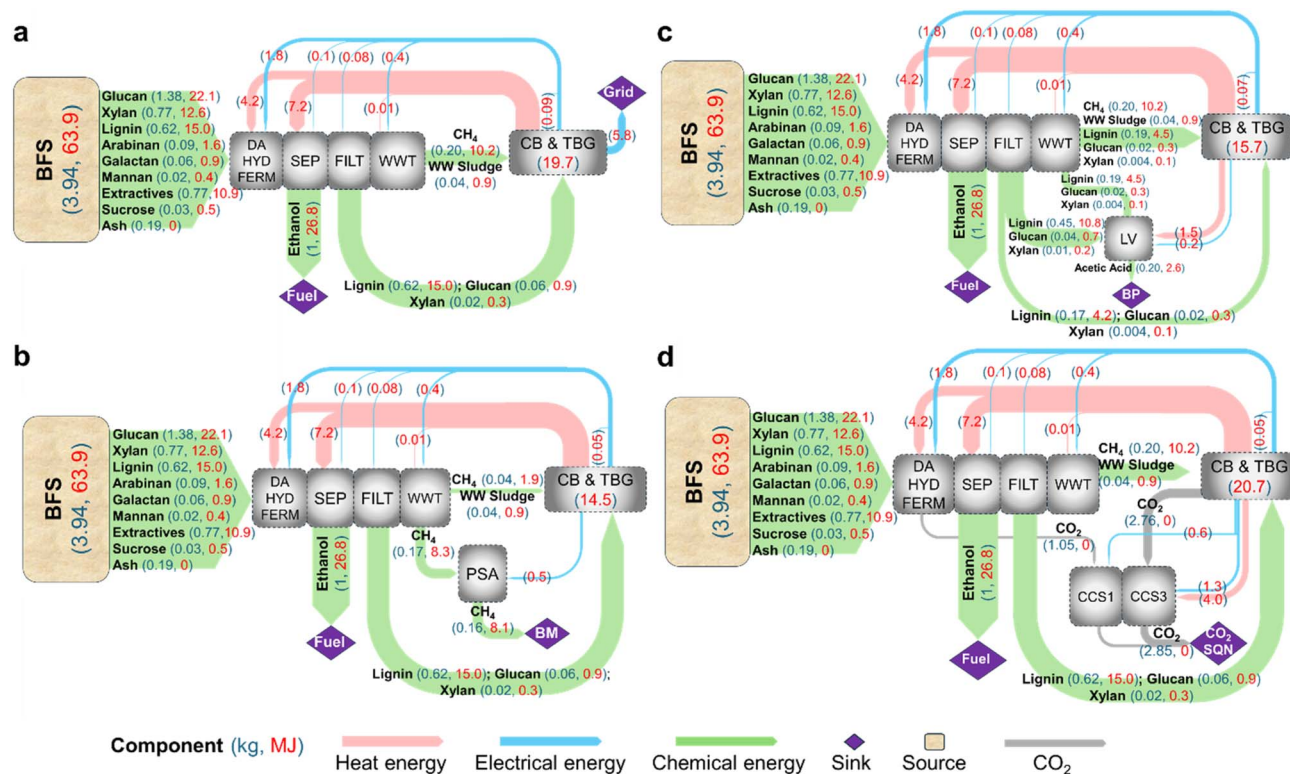 a
BFS
(3.94, 63.9)
Glucan (1.38, 22.1)
Xylan (0.77, 12.6)
Lignin (0.62, 15.0)
Arabinan (0.09, 1.6)
Galactan (0.06, 0.9)
Mannan (0.02, 0.4)
Extractives (0.77,10.9)
Sucrose (0.03, 0.5)
Ash (0.19, 0)
(1.8)
(0.1)
(0.08)
(0.4)
(4.2)
(7.2)
(0.01)
(0.09)
Grid
(5.8)
DA
HYD
FERM
SEP
FILT
WWT
CH4
(0.20, 10.2)
WW Sludge
(0.04, 0.9)
CB & TBG
(19.7)
Ethanol
(1, 26.8)
Fuel
Lignin (0.62, 15.0); Glucan (0.06, 0.9)
Xylan (0.02, 0.3)
c
BFS
(3.94, 63.9)
Glucan (1.38, 22.1)
Xylan (0.77, 12.6)
Lignin (0.62, 15.0)
Arabinan (0.09, 1.6)
Galactan (0.06, 0.9)
Mannan (0.02, 0.4)
Extractives (0.77,10.9)
Sucrose (0.03, 0.5)
Ash (0.19, 0)
(1.8)
(0.1)
(0.08)
(0.4)
(4.2)
(7.2)
(0.01)
(0.07)
DA
HYD
FERM
SEP
FILT
WWT
CH4 (0.20, 10.2)
WW Sludge (0.04, 0.9)
Lignin (0.19, 4.5)
Glucan (0.02, 0.3)
Xylan (0.004, 0.1)
CB & TBG
(15.7)
Lignin (0.19, 4.5)
Glucan (0.02, 0.3)
Xylan (0.004, 0.1)
Lignin (0.45, 10.8)
Glucan (0.04, 0.7)
Xylan (0.01, 0.2)
LV
(1.5)
(0.2)
Acetic Acid (0.20, 2.6)
BP
Ethanol
(1, 26.8)
Fuel
Lignin (0.17, 4.2); Glucan (0.02, 0.3)
Xylan (0.004, 0.1)
b
BFS
(3.94, 63.9)
Glucan (1.38, 22.1)
Xylan (0.77, 12.6)
Lignin (0.62, 15.0)
Arabinan (0.09, 1.6)
Galactan (0.06, 0.9)
Mannan (0.02, 0.4)
Extractives (0.77,10.9)
Sucrose (0.03, 0.5)
Ash (0.19, 0)
(1.8)
(0.1)
(0.08)
(0.4)
(4.2)
(7.2)
(0.01)
(0.05)
DA
HYD
FERM
SEP
FILT
WWT
CH4 (0.04, 1.9)
WW Sludge
(0.04, 0.9)
CB & TBG
(14.5)
CH4
(0.17, 8.3)
PSA
(0.5)
CH4
(0.16, 8.1)
BM
Ethanol
(1, 26.8)
Fuel
Lignin (0.62, 15.0); Glucan (0.06, 0.9);
Xylan (0.02, 0.3)
d
BFS
(3.94, 63.9)
Glucan (1.38, 22.1)
Xylan (0.77, 12.6)
Lignin (0.62, 15.0)
Arabinan (0.09, 1.6)
Galactan (0.06, 0.9)
Mannan (0.02, 0.4)
Extractives (0.77,10.9)
Sucrose (0.03, 0.5)
Ash (0.19, 0)
(1.8)
(0.1)
(0.08)
(0.4)
(4.2)
(7.2)
(0.01)
(0.05)
DA
HYD
FERM
SEP
FILT
WWT
CH4 (0.20, 10.2)
WW Sludge
(0.04, 0.9)
CB & TBG
(20.7)
CO2
(2.76, 0)
CO2
(1.05, 0)
(0.6)
CCS1
CCS3
(1.3)
(4.0)
CO2
(2.85, 0)
CO2
SQN
Ethanol
(1, 26.8)
Fuel
Lignin (0.62, 15.0); Glucan (0.06, 0.9)
Xylan (0.02, 0.3)
Component (kg, MJ)
Heat energy
Electrical energy
Chemical energy
Sink
Source
CO2